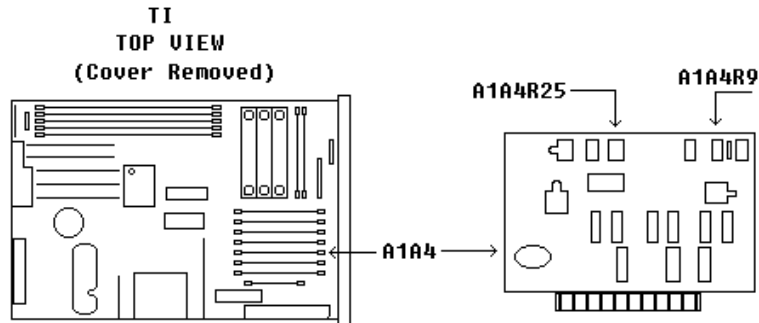 TI
TOP VIEW
(Cover Removed)
A1A4R25
A1A4R9
A1A4